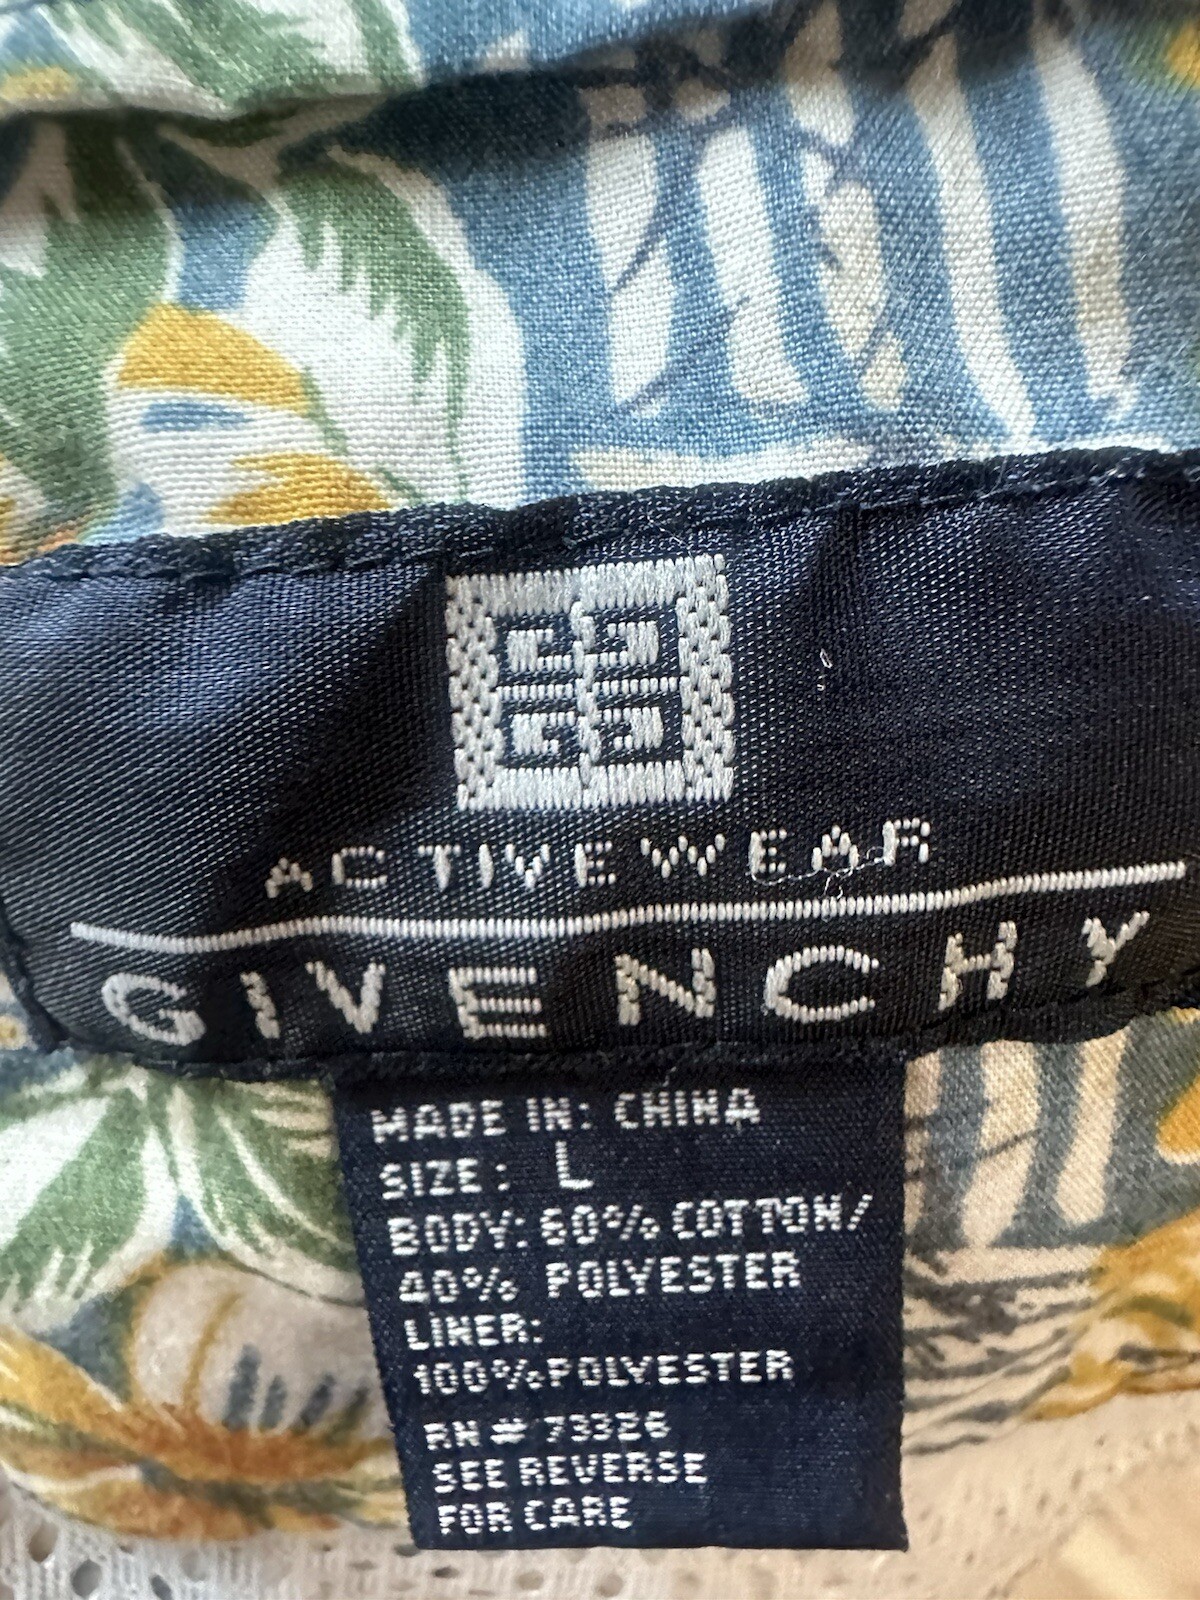 ACTIVEWEAR
GIVENCHY
MADE IN: CHINA
SIZE: L
BODY: 60% COTTON/
40% POLYESTER
LINER:
100% POLYESTER
RN # 73326
SEE REVERSE
FOR CARE